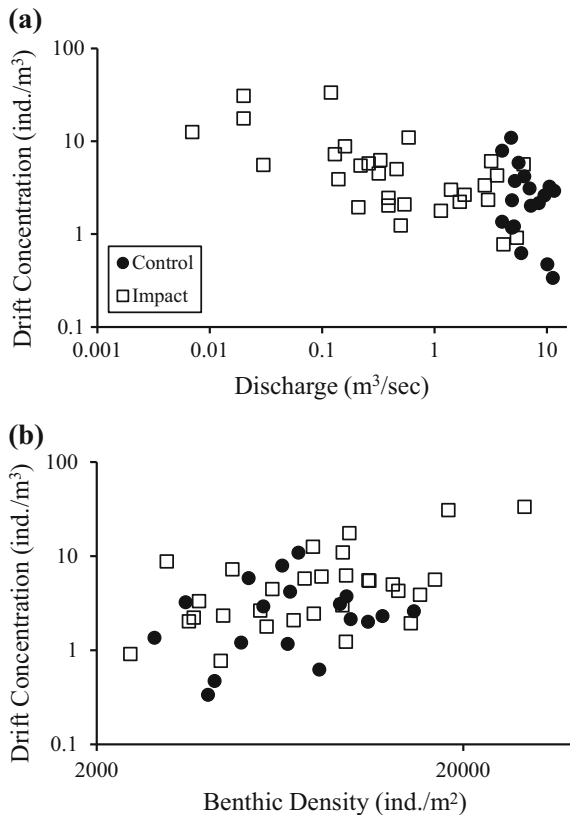 (a)
Drift Concentration (ind./m³)
100
10
1
0.1
Control
Impact
0.001
0.01
0.1
1
10
Discharge (m³/sec)
(b)
Drift Concentration (ind./m³)
100
10
1
0.1
2000
20000
Benthic Density (ind./m²)